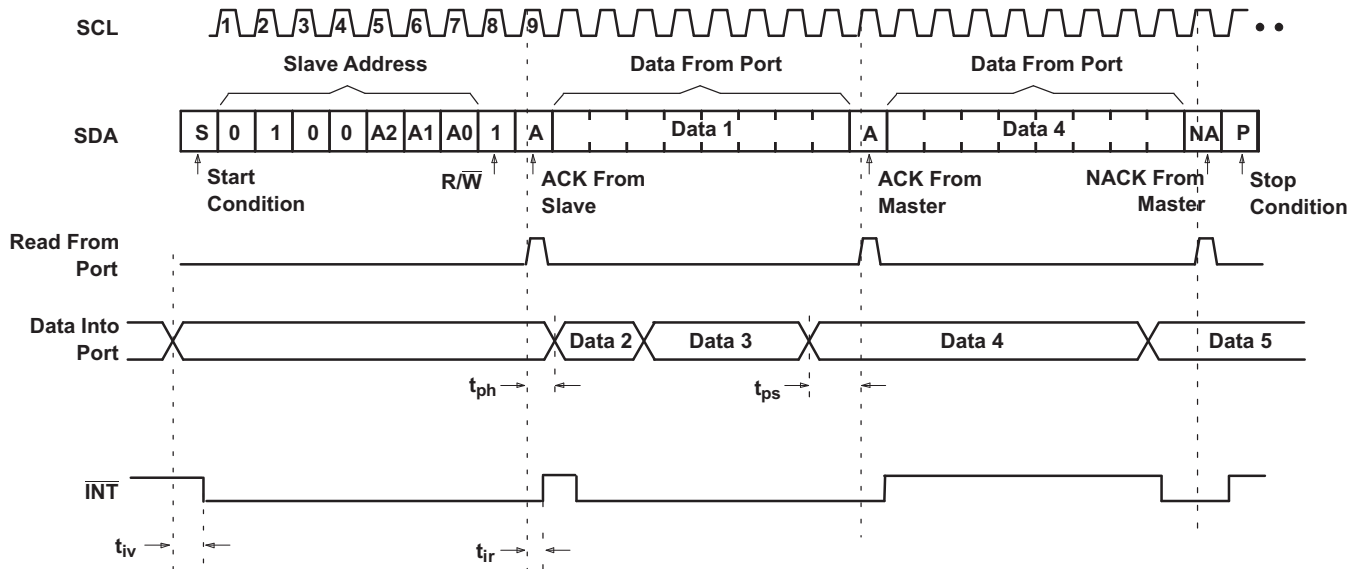 SCL
1 2 3 4 5 6 7 8 9
Slave Address
Data From Port
Data From Port
SDA
S 0 1 0 0 A2 A1 A0 1 A Data 1 A Data 4 NA P
Start
Condition
R/W̅
ACK From
Slave
ACK From
Master
NACK From
Master
Stop
Condition
Read From
Port
Data Into
Port
Data 2
Data 3
Data 4
Data 5
tph
tps
I̅N̅T̅
tiv
tir